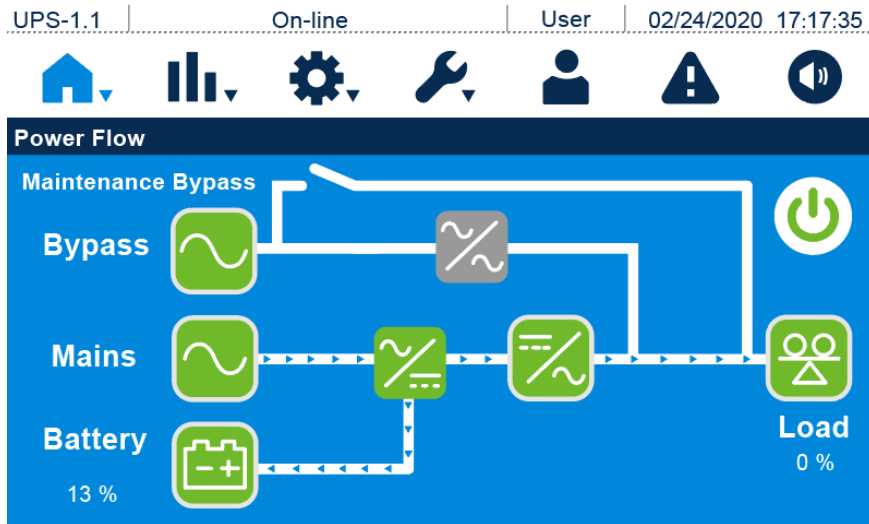 UPS-1.1 On-line User 02/24/2020 17:17:35
Power Flow
Maintenance Bypass
Bypass
Mains
Battery
13 %
Load
0 %